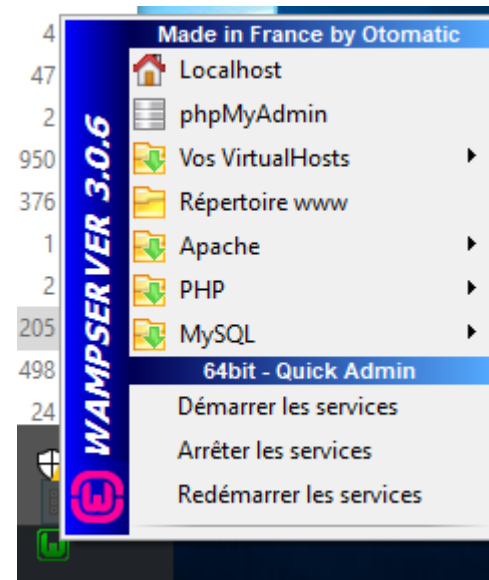 4
47
2
950
376
1
2
205
498
24
WAMPSERVER 3.0.6
Made in France by Otomatic
Localhost
phpMyAdmin
Vos VirtualHosts
Répertoire www
Apache
PHP
MySQL
64bit - Quick Admin
Démarrer les services
Arrêter les services
Redémarrer les services